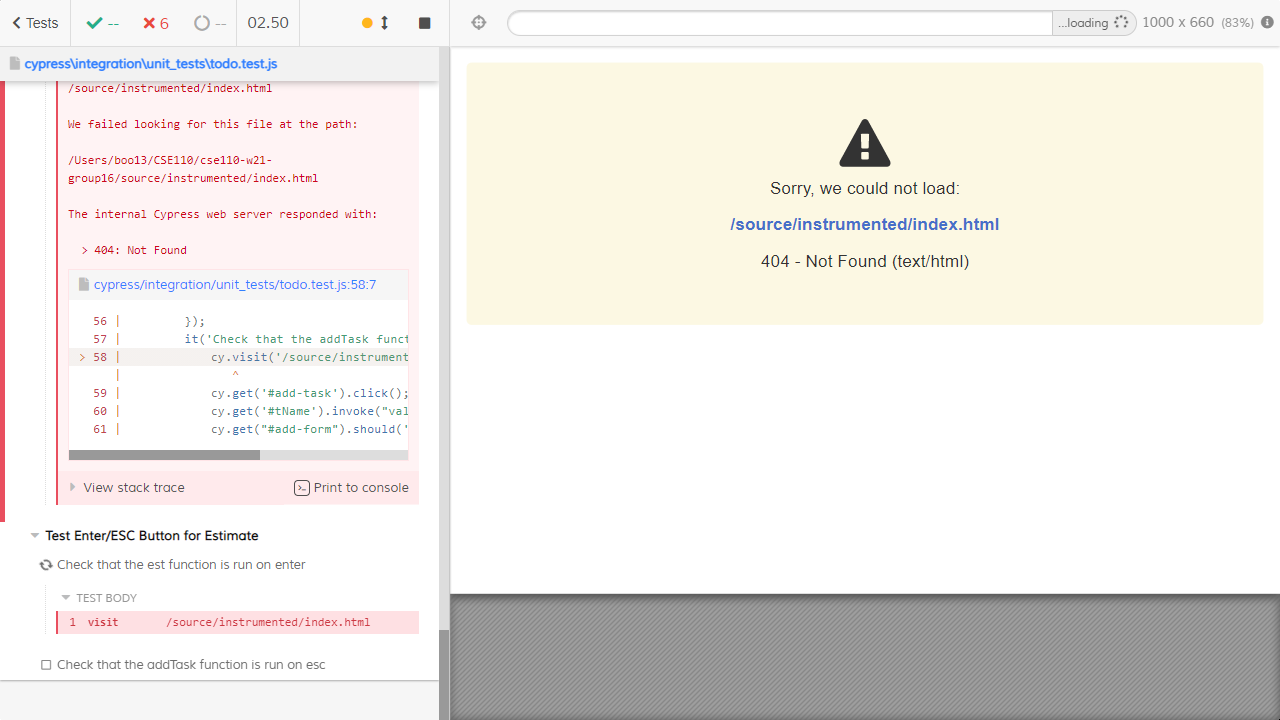 Tests
--
6
--
02.50
...loading
1000 x 660 (83%)
cypress\integration\unit_tests\todo.test.js
/source/instrumented/index.html
We failed looking for this file at the path:
/Users/boo13/CSE110/cse110-w21-
group16/source/instrumented/index.html
The internal Cypress web server responded with:
> 404: Not Found
cypress/integration/unit_tests/todo.test.js:58:7
56 | });
57 | it('Check that the addTask funct
> 58 | cy.visit('/source/instrument
| ^
59 | cy.get('#add-task').click();
60 | cy.get('#tName').invoke("val
61 | cy.get("#add-form").should('
View stack trace
Print to console
Test Enter/ESC Button for Estimate
Check that the est function is run on enter
TEST BODY
1 visit /source/instrumented/index.html
Check that the addTask function is run on esc
Sorry, we could not load:
/source/instrumented/index.html
404 - Not Found (text/html)